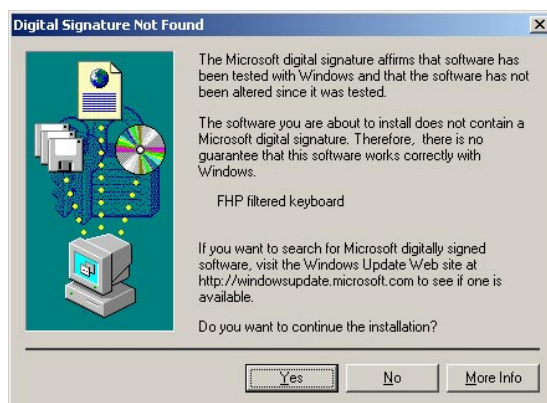 Digital Signature Not Found
The Microsoft digital signature affirms that software has
been tested with Windows and that the software has not
been altered since it was tested.
The software you are about to install does not contain a
Microsoft digital signature. Therefore, there is no
guarantee that this software works correctly with
Windows.
FHP filtered keyboard
If you want to search for Microsoft digitally signed
software, visit the Windows Update Web site at
http://windowsupdate.microsoft.com to see if one is
available.
Do you want to continue the installation?
Yes No More Info